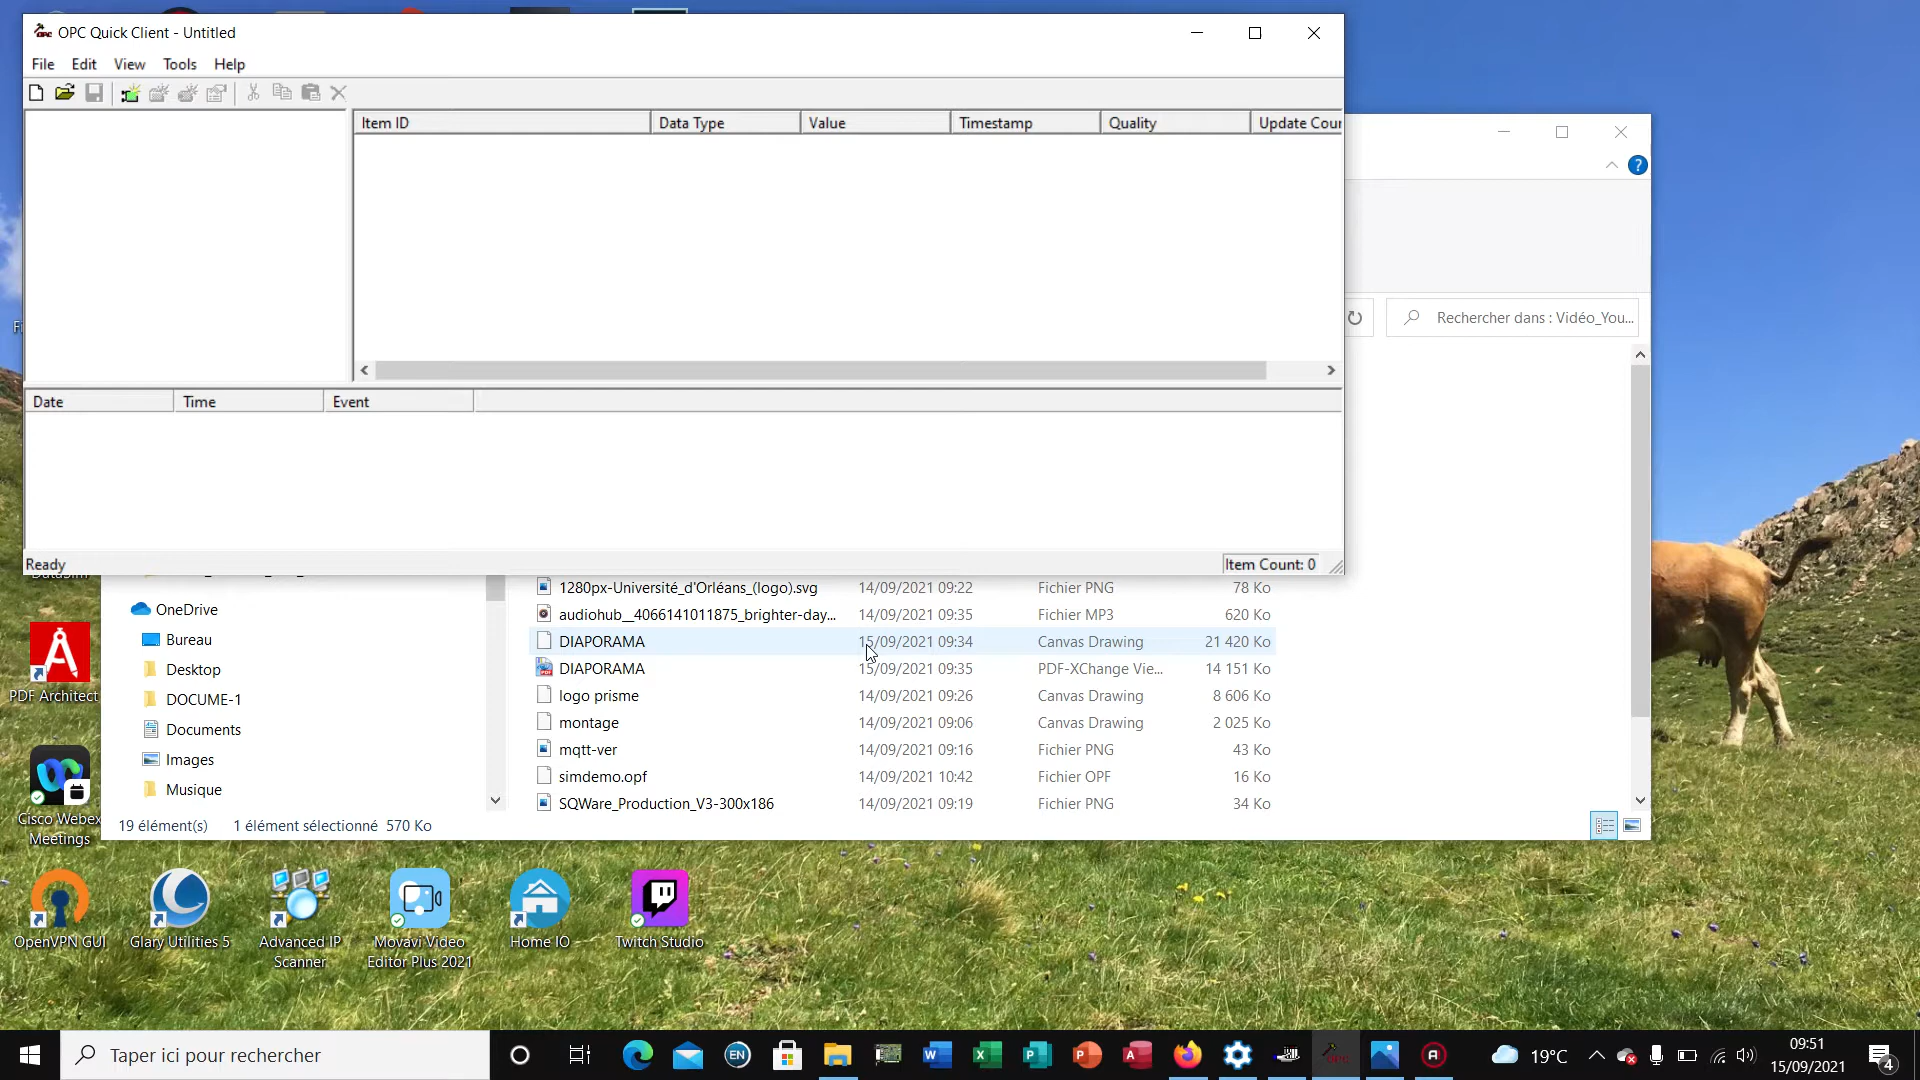 OPC Quick Client - Untitled
File Edit View Tools Help
Item ID Data Type Value Timestamp Quality Update Cour
Date Time Event
Ready
Item Count: 0
Rechercher dans : Vidéo_You...
OneDrive
Bureau
Desktop
DOCUME-1
Documents
Images
Musique
1280px-Université_d'Orléans_(logo).svg 14/09/2021 09:22 Fichier PNG 78 Ko
audiohub__4066141011875_brighter-day... 14/09/2021 09:35 Fichier MP3 620 Ko
DIAPORAMA 15/09/2021 09:34 Canvas Drawing 21 420 Ko
DIAPORAMA 15/09/2021 09:35 PDF-XChange Vie... 14 151 Ko
logo prisme 14/09/2021 09:26 Canvas Drawing 8 606 Ko
montage 14/09/2021 09:06 Canvas Drawing 2 025 Ko
mqtt-ver 14/09/2021 09:16 Fichier PNG 43 Ko
simdemo.opf 14/09/2021 10:42 Fichier OPF 16 Ko
SQWare_Production_V3-300x186 14/09/2021 09:19 Fichier PNG 34 Ko
19 élément(s) 1 élément sélectionné 570 Ko
PDF Architect
Cisco Webex
Meetings
OpenVPN GUI
Glary Utilities 5
Advanced IP
Scanner
Movavi Video
Editor Plus 2021
Home IO
Twitch Studio
Taper ici pour rechercher
EN
19°C
09:51
15/09/2021
4